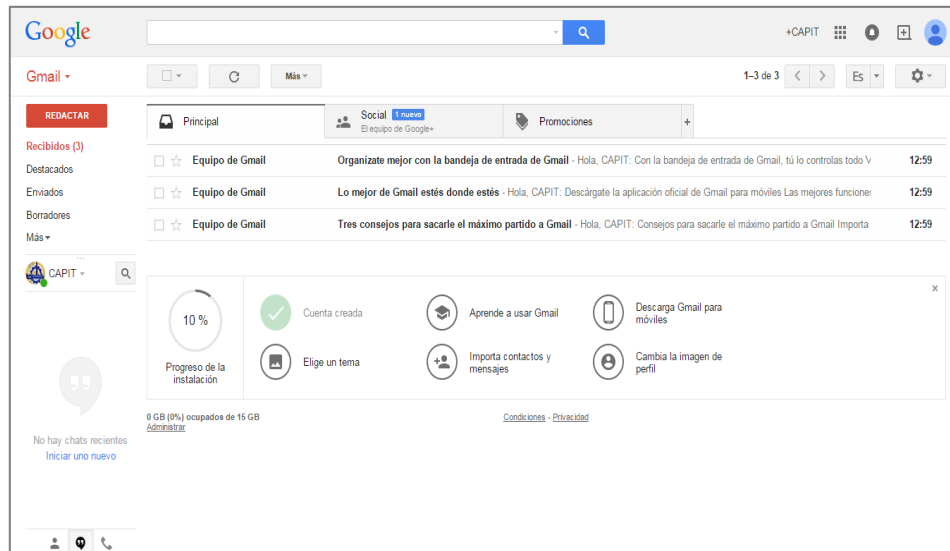 Google
+CAPIT
Gmail
Más
1–3 de 3
Es
REDACTAR
Principal
Social 1 nuevo
El equipo de Google+
Promociones
+
Recibidos (3)
Destacados
Enviados
Borradores
Más
Equipo de Gmail Organízate mejor con la bandeja de entrada de Gmail - Hola, CAPIT: Con la bandeja de entrada de Gmail, tú lo controlas todo V 12:59
Equipo de Gmail Lo mejor de Gmail estés donde estés - Hola, CAPIT: Descárgate la aplicación oficial de Gmail para móviles Las mejores funcione 12:59
Equipo de Gmail Tres consejos para sacarle el máximo partido a Gmail - Hola, CAPIT: Consejos para sacarle el máximo partido a Gmail Importa 12:59
CAPIT
x
10 %
Progreso de la
instalación
Cuenta creada
Aprende a usar Gmail
Descarga Gmail para
móviles
Elige un tema
Importa contactos y
mensajes
Cambia la imagen de
perfil
0 GB (0%) ocupados de 15 GB
Administrar
Condiciones - Privacidad
No hay chats recientes
Iniciar uno nuevo